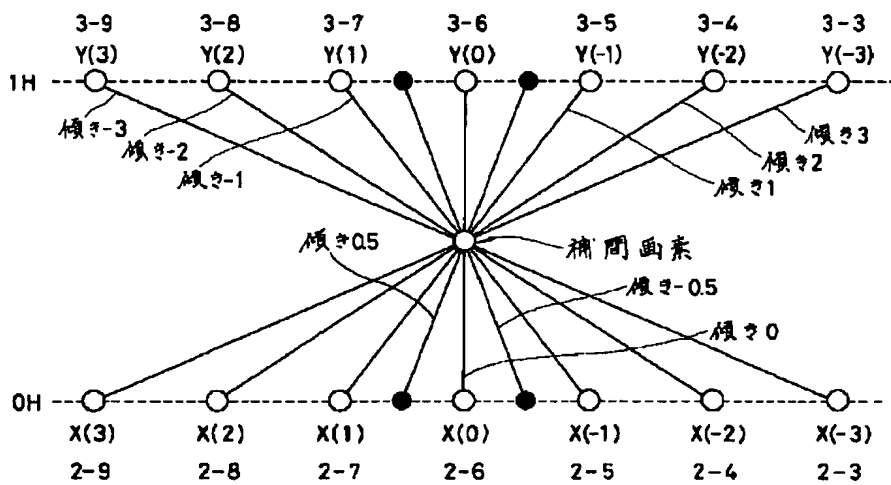 3-9 3-8 3-7 3-6 3-5 3-4 3-3
Y(3) Y(2) Y(1) Y(0) Y(-1) Y(-2) Y(-3)
1H
傾き-3
傾き-2
傾き-1
傾き1
傾き2
傾き3
傾き0.5
補間画素
傾き-0.5
傾き0
0H
X(3) X(2) X(1) X(0) X(-1) X(-2) X(-3)
2-9 2-8 2-7 2-6 2-5 2-4 2-3